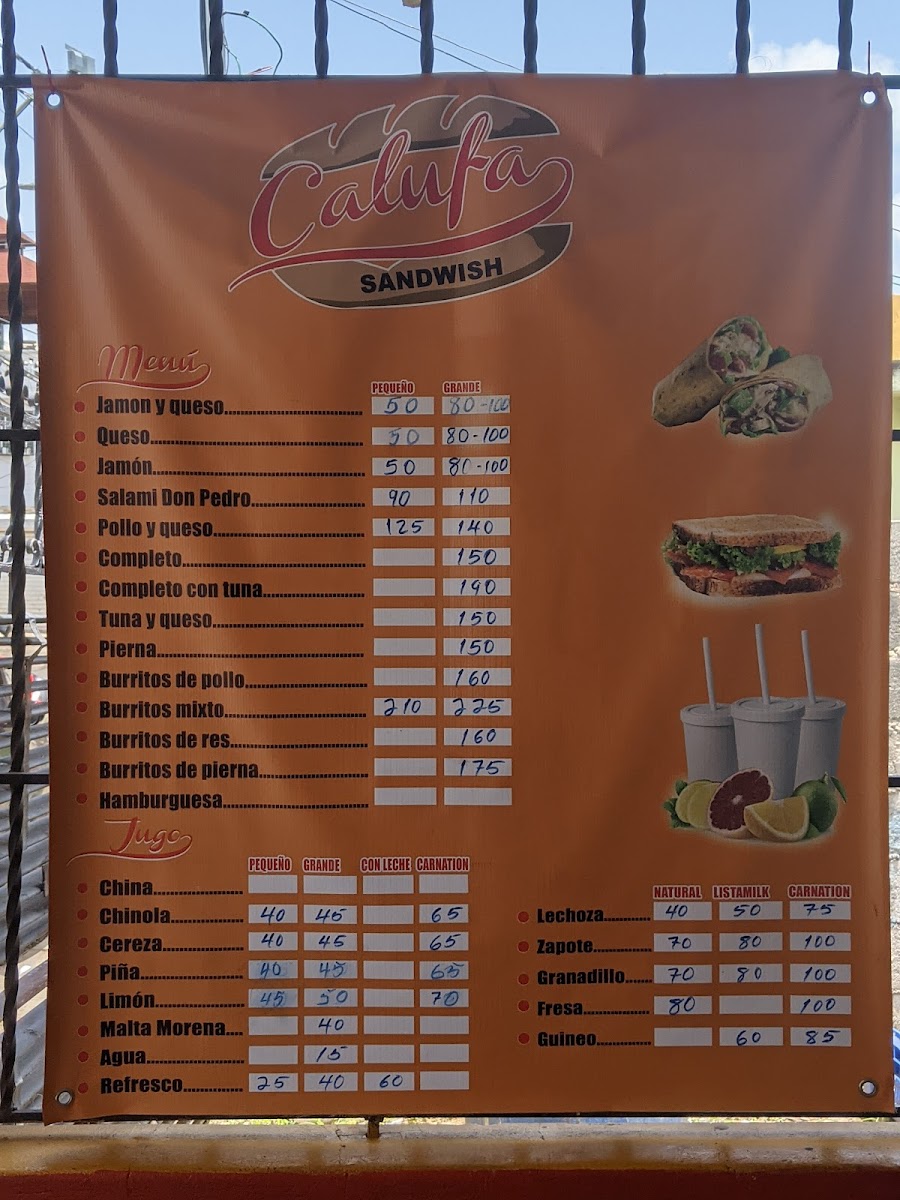 Calufa
SANDWISH
Menú
PEQUEÑO GRANDE
Jamon y queso 50 80-100
Queso 50 80-100
Jamón 50 80-100
Salami Don Pedro 90 110
Pollo y queso 125 140
Completo 150
Completo con tuna 190
Tuna y queso 150
Pierna 150
Burritos de pollo 160
Burritos mixto 210 225
Burritos de res 160
Burritos de pierna 175
Hamburguesa
Jugo
PEQUEÑO GRANDE CON LECHE CARNATION
China
Chinola 40 45 65
Cereza 40 45 65
Piña 40 45 65
Limón 45 50 70
Malta Morena 40
Agua 15
Refresco 25 40 60
NATURAL LISTAMILK CARNATION
Lechoza 40 50 75
Zapote 70 80 100
Granadillo 70 80 100
Fresa 80 100
Guineo 60 85